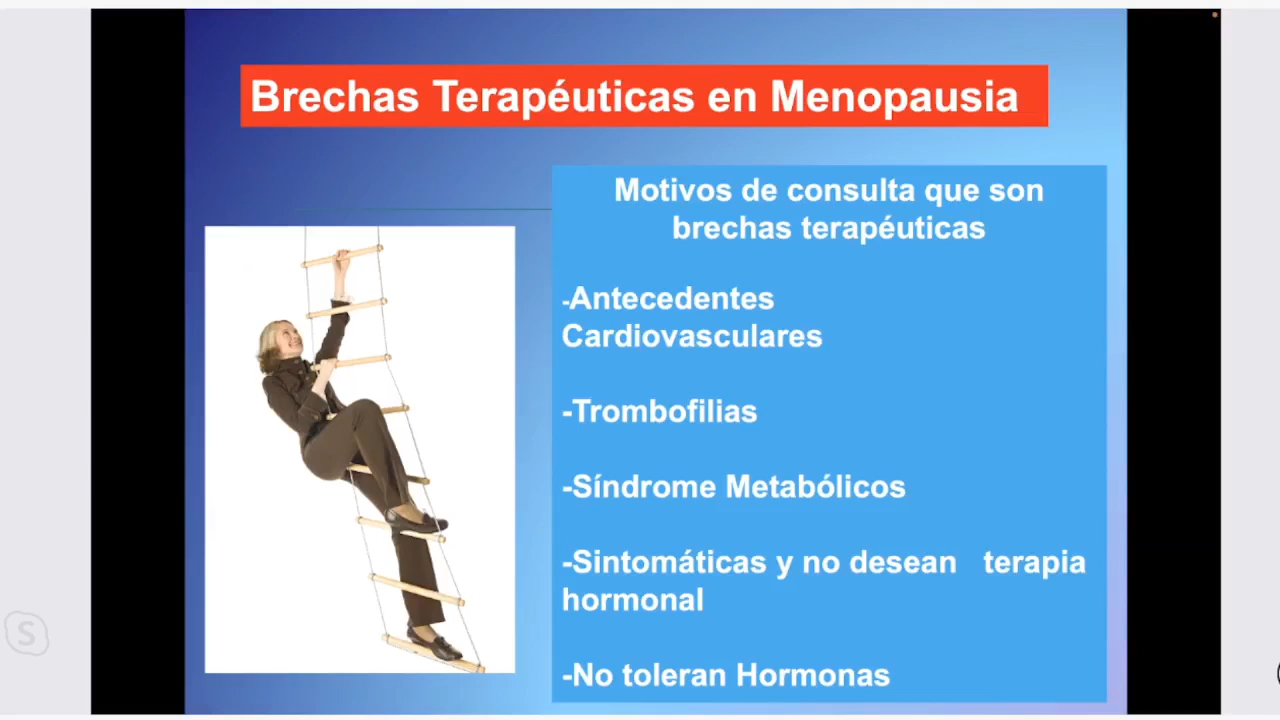 Brechas Terapéuticas en Menopausia
Motivos de consulta que son
brechas terapéuticas
-Antecedentes
Cardiovasculares
-Trombofilias
-Síndrome Metabólicos
-Sintomáticas y no desean terapia
hormonal
-No toleran Hormonas
S